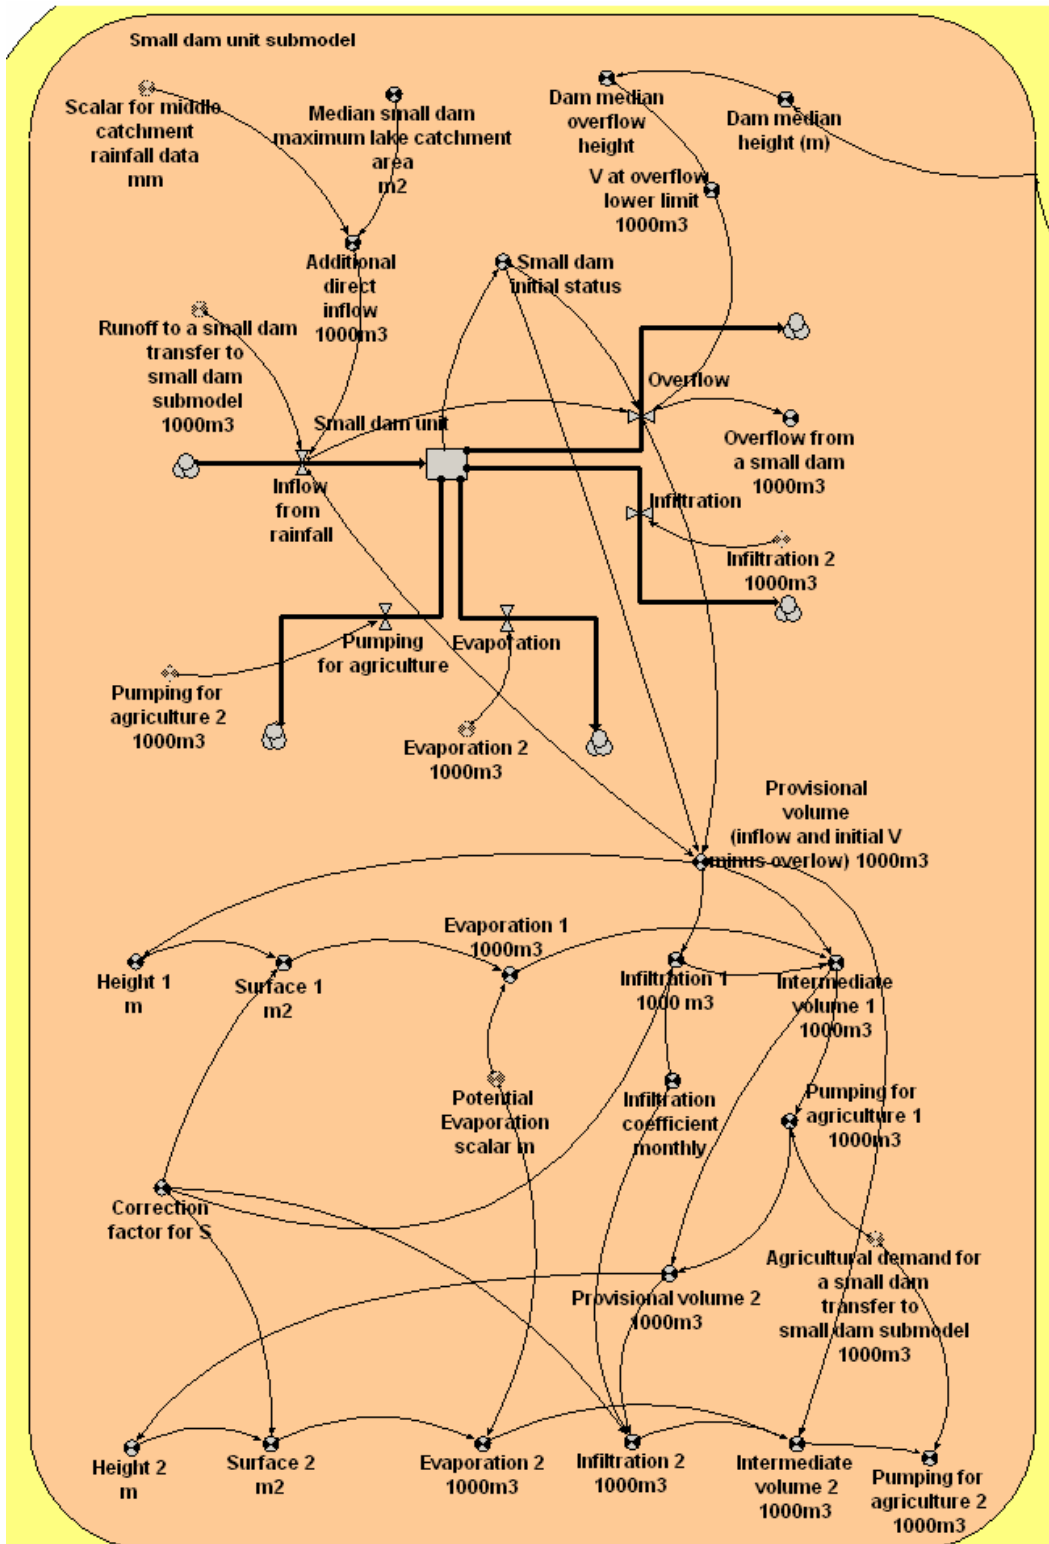 Small dam unit submodel
Scalar for middle
catchment
rainfall data
mm
Median small dam
maximum lake catchment
area
m2
Dam median
overflow
height
Dam median
height (m)
V at overflow
lower limit
1000m3
Additional
direct
inflow
1000m3
Small dam
initial status
Runoff to a small dam
transfer to
small dam
submodel
1000m3
Small dam unit
Overflow
Overflow from
a small dam
1000m3
Inflow
from
rainfall
Infiltration
Infiltration 2
1000m3
Pumping
for agriculture
Evaporation
Pumping for
agriculture 2
1000m3
Evaporation 2
1000m3
Provisional
volume
(inflow and initial V
minus overlow) 1000m3
Height 1
m
Surface 1
m2
Evaporation 1
1000m3
Infiltration 1
1000 m3
Intermediate
volume 1
1000m3
Potential
Evaporation
scalar m
Infiltration
coefficient
monthly
Pumping for
agriculture 1
1000m3
Correction
factor for S
Provisional volume 2
1000m3
Agricultural demand for
a small dam
transfer to
small dam submodel
1000m3
Height 2
m
Surface 2
m2
Evaporation 2
1000m3
Infiltration 2
1000m3
Intermediate
volume 2
1000m3
Pumping for
agriculture 2
1000m3